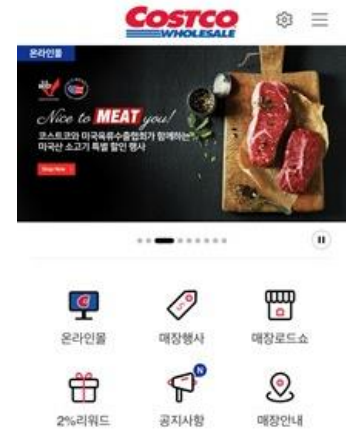 COSTCO
WHOLESALE
온라인몰
Nice to MEAT you!
코스트코와 미국육류수출협회가 함께하는
미국산 소고기 특별 할인 행사
Shop Now
온라인몰
매장행사
매장로드쇼
N
2%리워드
공지사항
매장안내